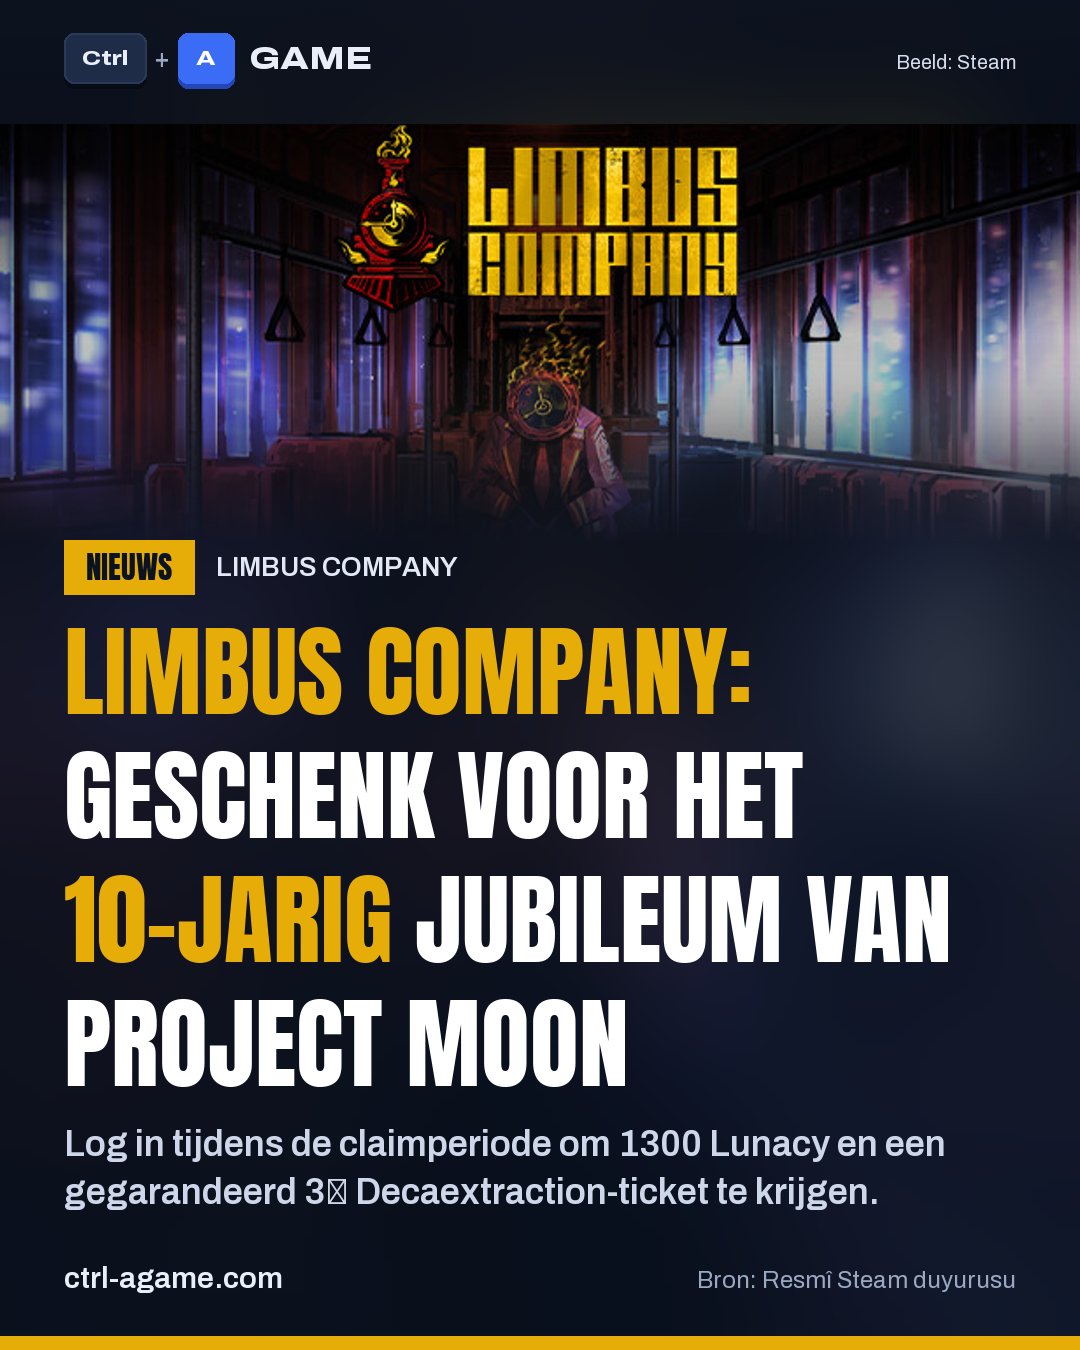 Ctrl + A GAME
Beeld: Steam
LIMBUS
COMPANY
NIEUWS LIMBUS COMPANY
LIMBUS COMPANY:
GESCHENK VOOR HET
10-JARIG JUBILEUM VAN
PROJECT MOON
Log in tijdens de claimperiode om 1300 Lunacy en een
gegarandeerd 3▯ Decaextraction-ticket te krijgen.
ctrl-agame.com
Bron: Resmî Steam duyurusu